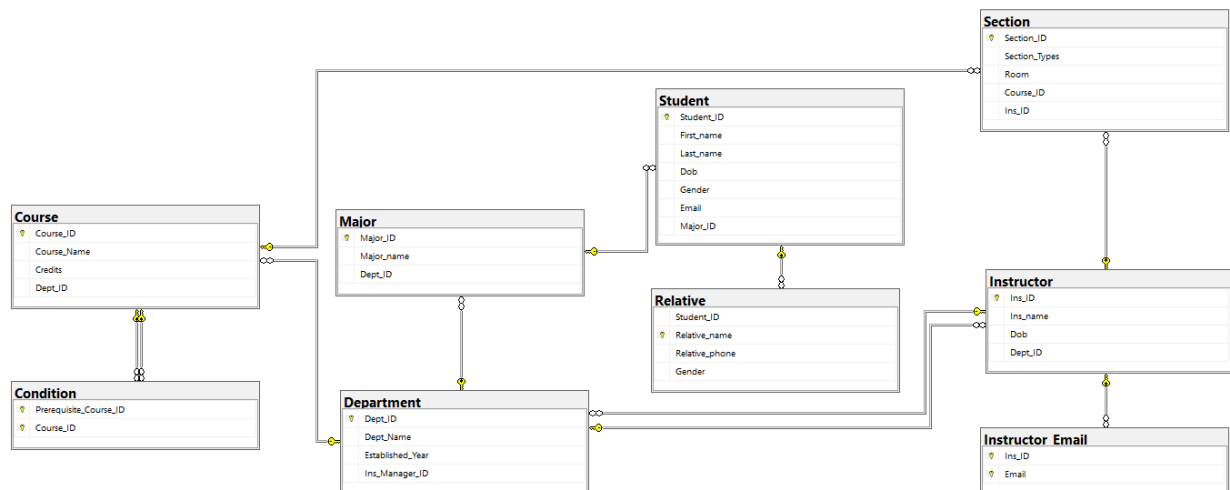 Section
Section_ID
Section_Types
Room
Course_ID
Ins_ID
Student
Student_ID
First_name
Last_name
Dob
Gender
Email
Major_ID
Course
Course_ID
Course_Name
Credits
Dept_ID
Major
Major_ID
Major_name
Dept_ID
Relative
Student_ID
Relative_name
Relative_phone
Gender
Instructor
Ins_ID
Ins_name
Dob
Dept_ID
Condition
Prerequisite_Course_ID
Course_ID
Department
Dept_ID
Dept_Name
Established_Year
Ins_Manager_ID
Instructor_Email
Ins_ID
Email